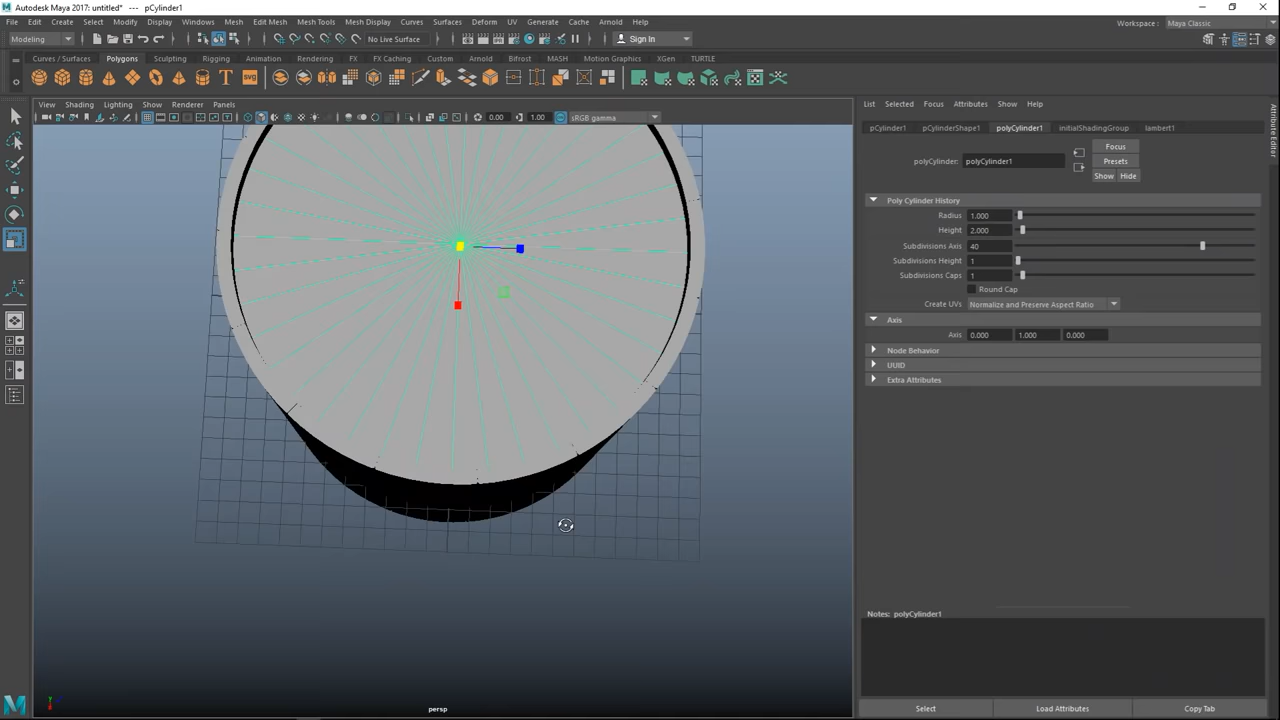 Autodesk Maya 2017: untitled* --- pCylinder1
File Edit Create Select Modify Display Windows Mesh Edit Mesh Mesh Tools Mesh Display Curves Surfaces Deform UV Generate Cache Arnold Help
Workspace : Maya Classic
Modeling No Live Surface Sign In
Curves / Surfaces Polygons Sculpting Rigging Animation Rendering FX FX Caching Custom Arnold Bifrost MASH Motion Graphics XGen TURTLE
T SVG
View Shading Lighting Show Renderer Panels
0.00 1.00 sRGB gamma
List Selected Focus Attributes Show Help
pCylinder1 pCylinderShape1 polyCylinder1 initialShadingGroup lambert1
Attribute Editor
Focus
polyCylinder: polyCylinder1
Presets
Show Hide
Poly Cylinder History
Radius 1.000
Height 2.000
Subdivisions Axis 40
Subdivisions Height 1
Subdivisions Caps 1
Round Cap
Create UVs Normalize and Preserve Aspect Ratio
Axis
Axis 0.000 1.000 0.000
Node Behavior
UUID
Extra Attributes
Notes: polyCylinder1
persp
Select Load Attributes Copy Tab